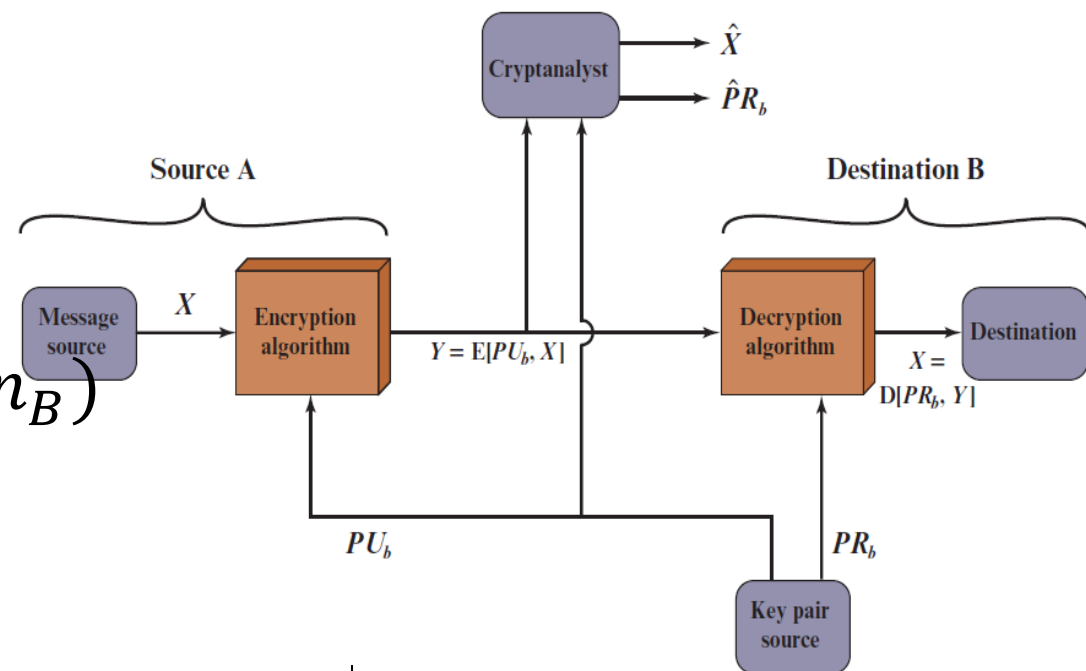 X̂
Cryptanalyst
P̂R_b
Source A
Destination B
Message
source
X
Encryption
algorithm
Y = E[PU_b, X]
Decryption
algorithm
Destination
X =
D[PR_b, Y]
n_B)
PU_b
PR_b
Key pair
source